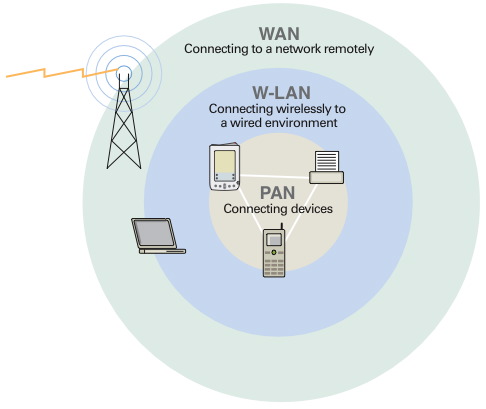 WAN
Connecting to a network remotely
W-LAN
Connecting wirelessly to
a wired environment
PAN
Connecting devices